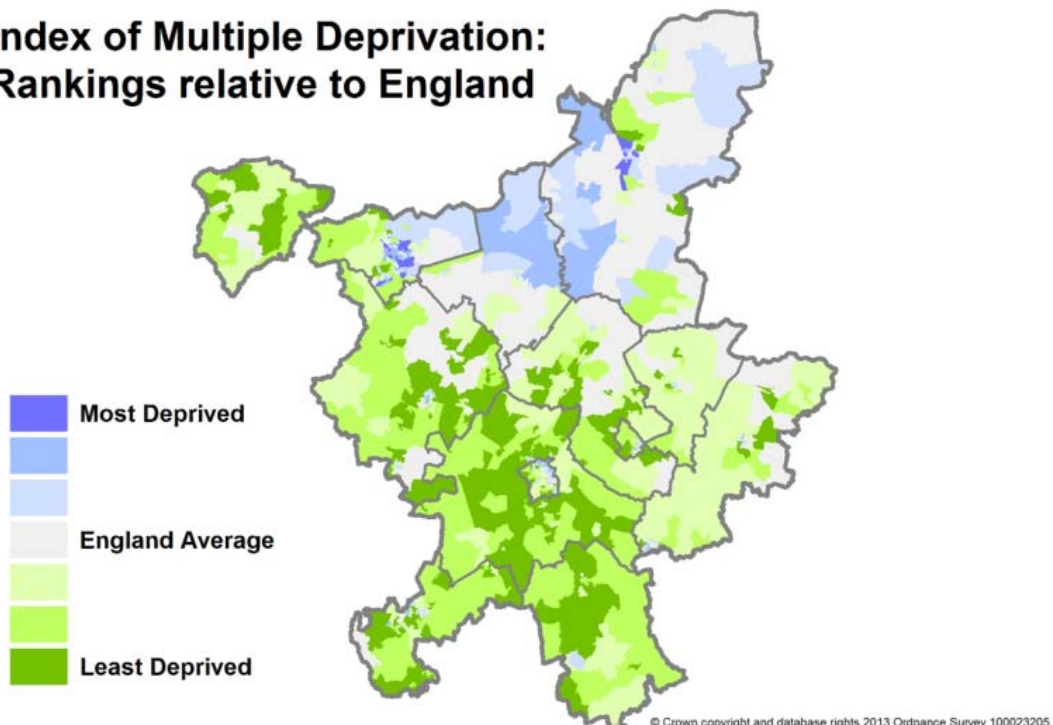 ndex of Multiple Deprivation:
Rankings relative to England
Most Deprived
England Average
Least Deprived
© Crown copyright and database rights 2013 Ordnance Survey 100023205